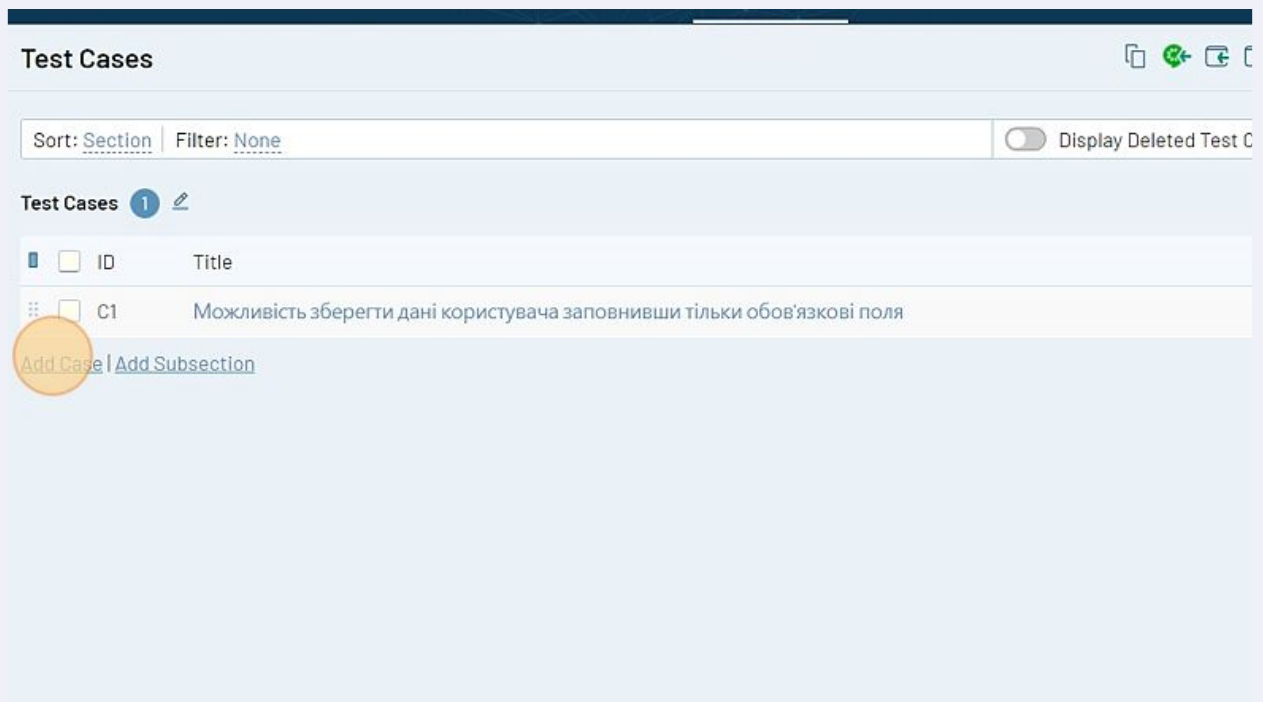 Test Cases
Sort: Section Filter: None Display Deleted Test C
Test Cases 1
ID Title
C1 Можливість зберегти дані користувача заповнивши тільки обов'язкові поля
Add Case | Add Subsection